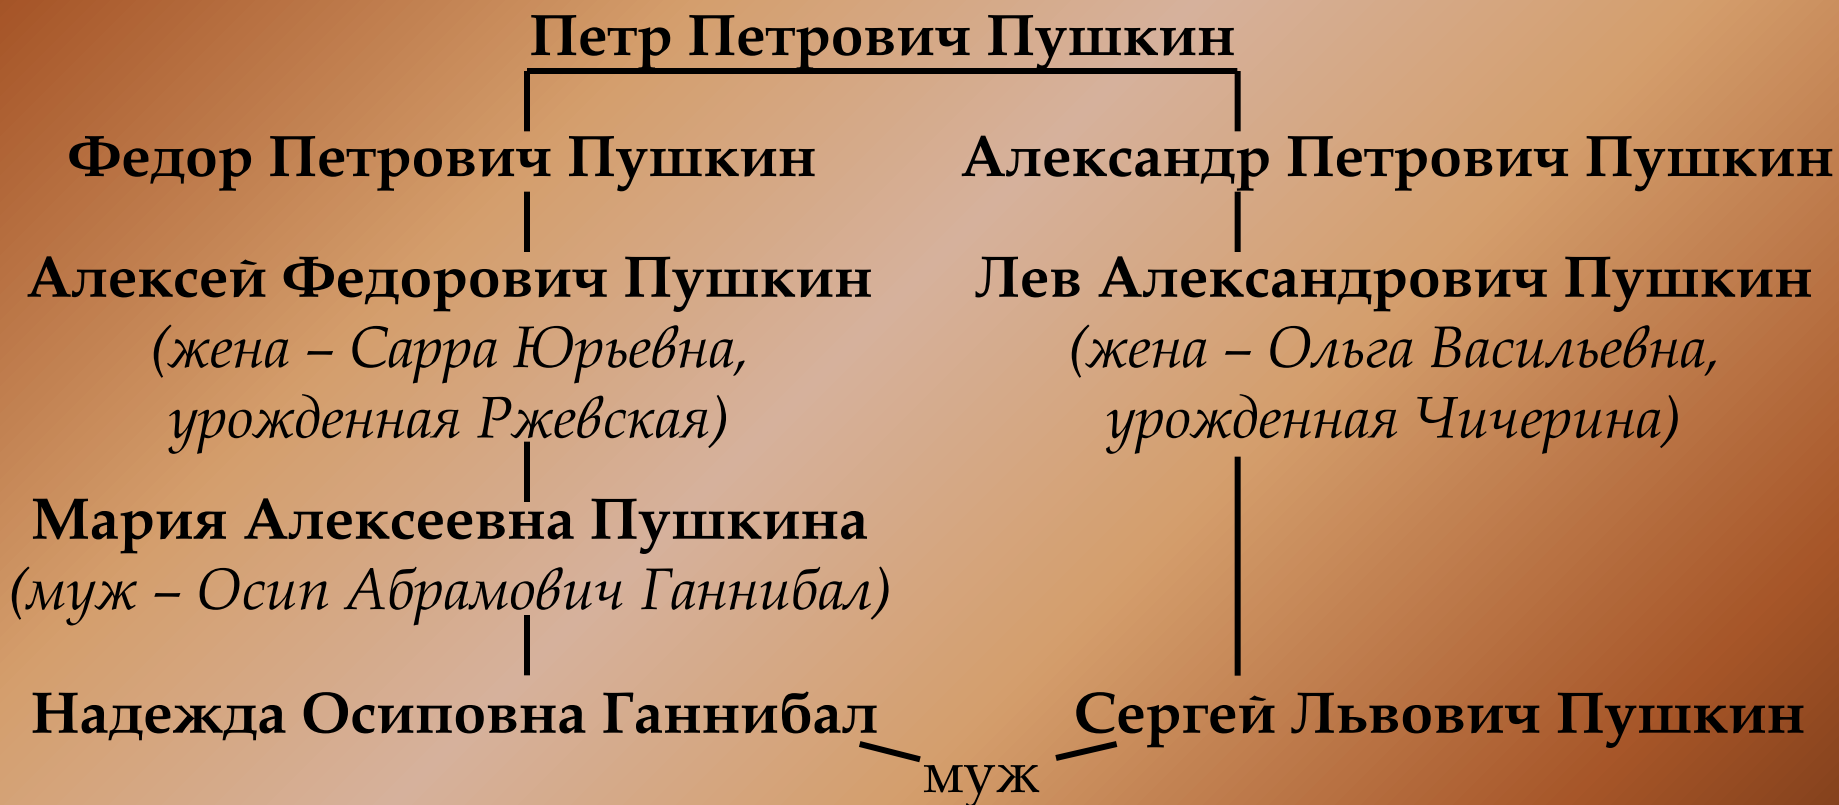 Петр Петрович Пушкин
Федор Петрович Пушкин
Александр Петрович Пушкин
Алексей Федорович Пушкин
(жена – Сарра Юрьевна,
урожденная Ржевская)
Лев Александрович Пушкин
(жена – Ольга Васильевна,
урожденная Чичерина)
Мария Алексеевна Пушкина
(муж – Осип Абрамович Ганнибал)
Надежда Осиповна Ганнибал
Сергей Львович Пушкин
муж